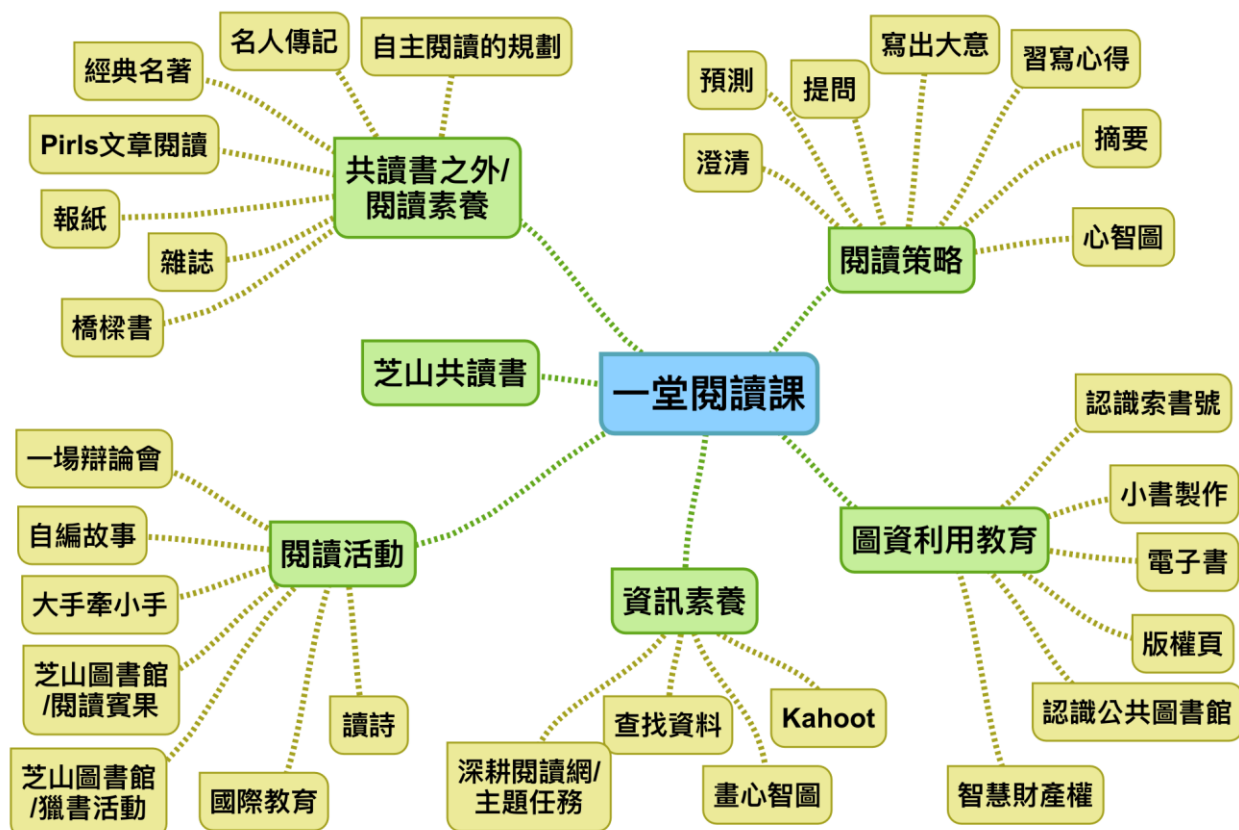 一堂閱讀課
共讀書之外/
閱讀素養
自主閱讀的規劃
名人傳記
經典名著
Pirls文章閱讀
報紙
雜誌
橋樑書
閱讀策略
澄清
預測
提問
寫出大意
習寫心得
摘要
心智圖
芝山共讀書
圖資利用教育
認識索書號
小書製作
電子書
版權頁
認識公共圖書館
智慧財產權
資訊素養
Kahoot
畫心智圖
查找資料
深耕閱讀網/
主題任務
閱讀活動
一場辯論會
自編故事
大手牽小手
芝山圖書館
/閱讀賓果
芝山圖書館
/獵書活動
國際教育
讀詩